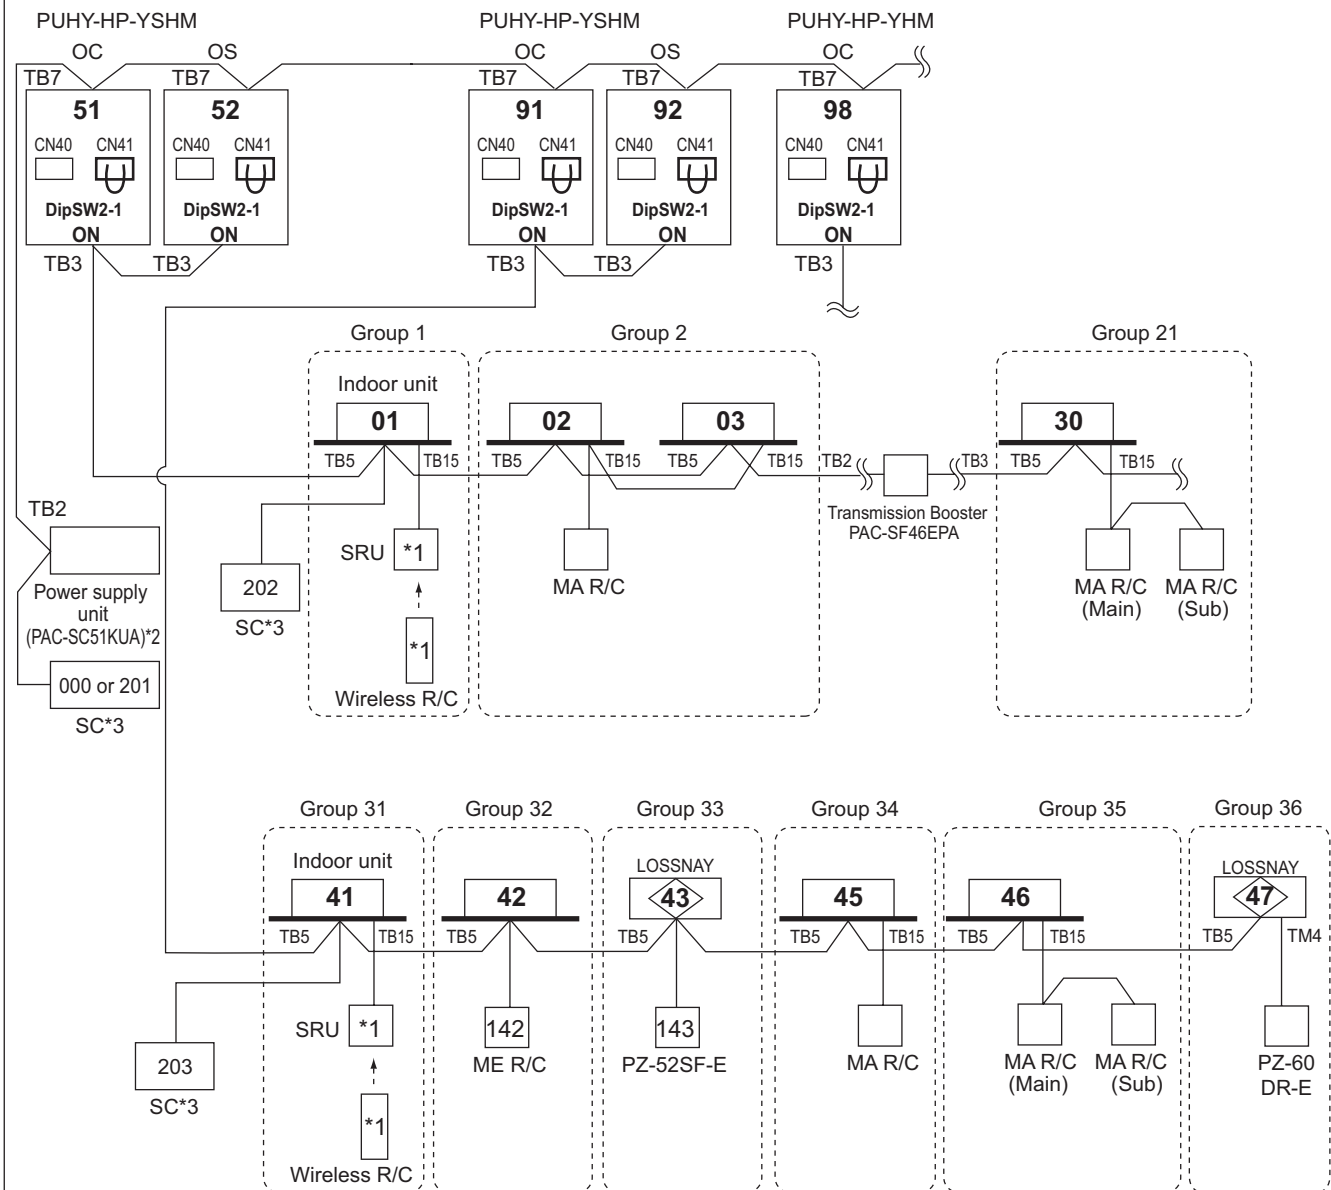 PUHY-HP-YSHM PUHY-HP-YSHM PUHY-HP-YHM
OC OS OC OS OC
TB7 TB7 TB7 TB7 TB7
51 52 91 92 98
CN40 CN41 CN40 CN41 CN40 CN41 CN40 CN41 CN40 CN41
DipSW2-1 DipSW2-1 DipSW2-1 DipSW2-1 DipSW2-1
ON ON ON ON ON
TB3 TB3 TB3 TB3 TB3
Group 1 Group 2 Group 21
Indoor unit
01 02 03 30
TB5 TB15 TB5 TB15 TB5 TB15 TB2 TB3 TB5 TB15
Transmission Booster
PAC-SF46EPA
TB2
Power supply
unit
(PAC-SC51KUA)*2
000 or 201
SC*3
202
SC*3
SRU *1
*1
Wireless R/C
MA R/C
MA R/C
(Main)
MA R/C
(Sub)
Group 31 Group 32 Group 33 Group 34 Group 35 Group 36
Indoor unit LOSSNAY LOSSNAY
41 42 43 45 46 47
TB5 TB15 TB5 TB5 TB5 TB15 TB5 TB15 TB5 TM4
203
SC*3
SRU *1
*1
Wireless R/C
142
ME R/C
143
PZ-52SF-E
MA R/C
MA R/C
(Main)
MA R/C
(Sub)
PZ-60
DR-E